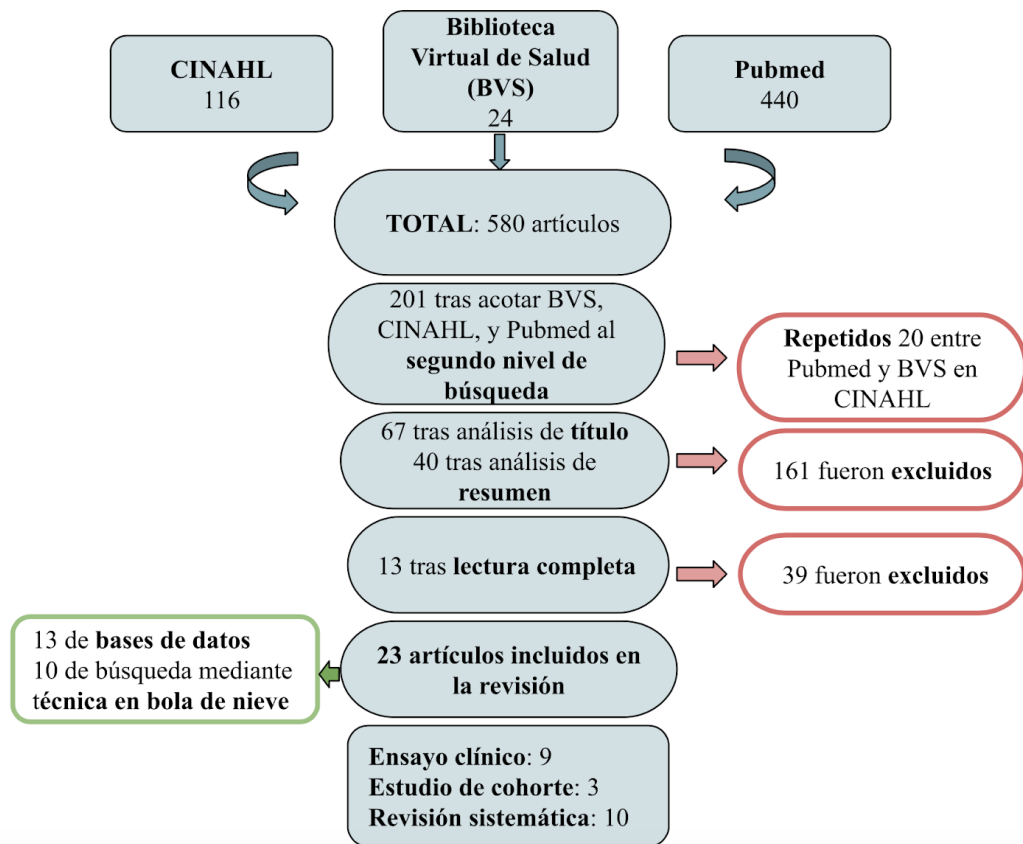 CINAHL
116
Biblioteca
Virtual de Salud
(BVS)
24
Pubmed
440
TOTAL: 580 artículos
201 tras acotar BVS,
CINAHL, y Pubmed al
segundo nivel de
búsqueda
Repetidos 20 entre
Pubmed y BVS en
CINAHL
67 tras análisis de título
40 tras análisis de
resumen
161 fueron excluidos
13 tras lectura completa
39 fueron excluidos
13 de bases de datos
10 de búsqueda mediante
técnica en bola de nieve
23 artículos incluidos en
la revisión
Ensayo clínico: 9
Estudio de cohorte: 3
Revisión sistemática: 10